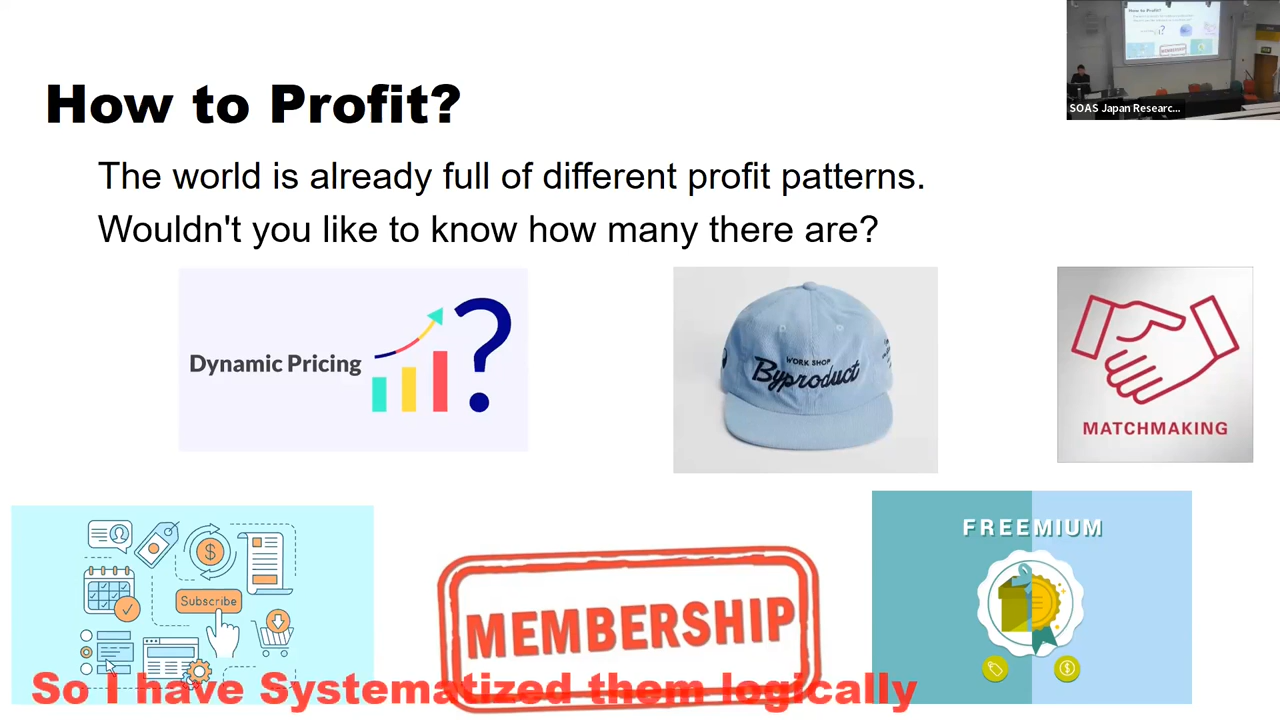 How to Profit?
SOAS Japan Researc...
The world is already full of different profit patterns.
Wouldn't you like to know how many there are?
Dynamic Pricing
?
WORK SHOP
Byproduct
MATCHMAKING
Subscribe
MEMBERSHIP
FREEMIUM
So I have Systematized them logically